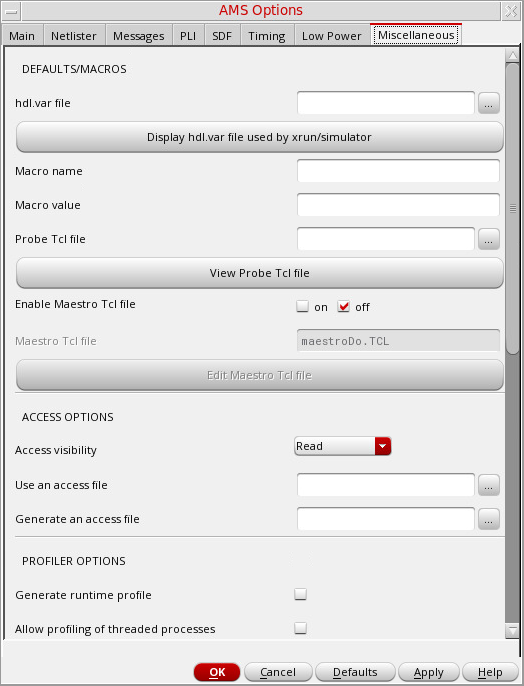 AMS Options
Main Netlister Messages PLI SDF Timing Low Power Miscellaneous
DEFAULTS/MACROS
hdl.var file ...
Display hdl.var file used by xrun/simulator
Macro name
Macro value
Probe Tcl file ...
View Probe Tcl file
Enable Maestro Tcl file on off
Maestro Tcl file maestroDo.TCL
Edit Maestro Tcl file
ACCESS OPTIONS
Access visibility Read
Use an access file ...
Generate an access file ...
PROFILER OPTIONS
Generate runtime profile
Allow profiling of threaded processes
OK Cancel Defaults Apply Help